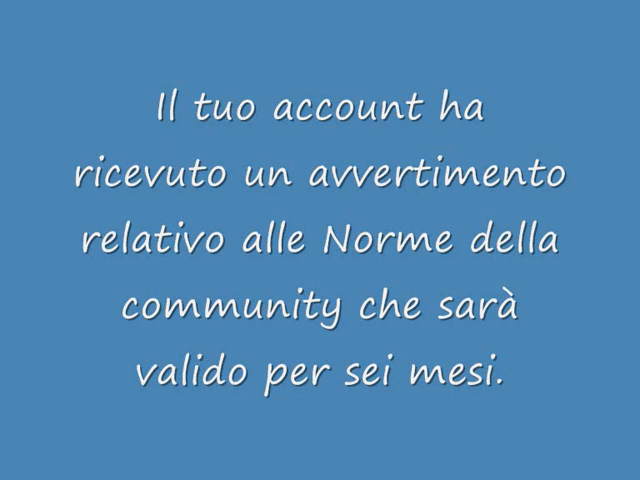 Il tuo account ha
ricevuto un avvertimento
relativo alle Norme della
community che sarà
valido per sei mesi.